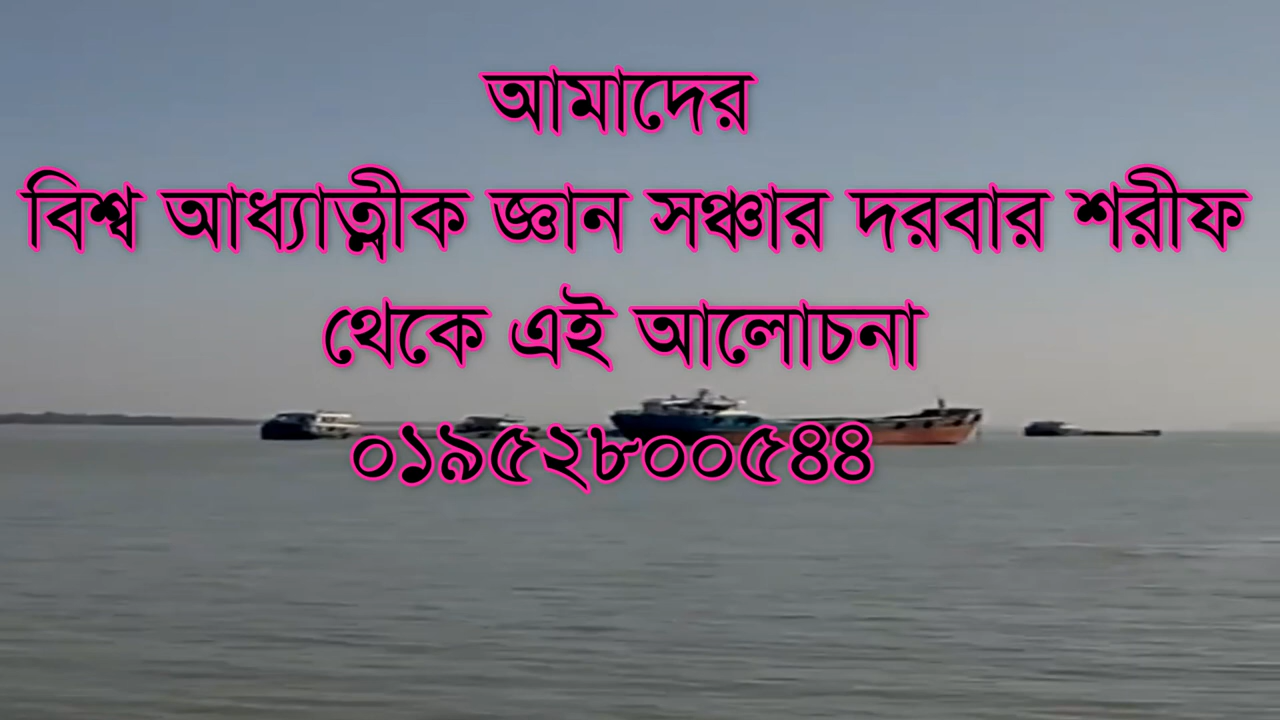 আমাদের
বিশ্ব আধ্যাত্নীক জ্ঞান সঞ্চার দরবার শরীফ
থেকে এই আলোচনা
০১৯৫২৮০০৫৪৪